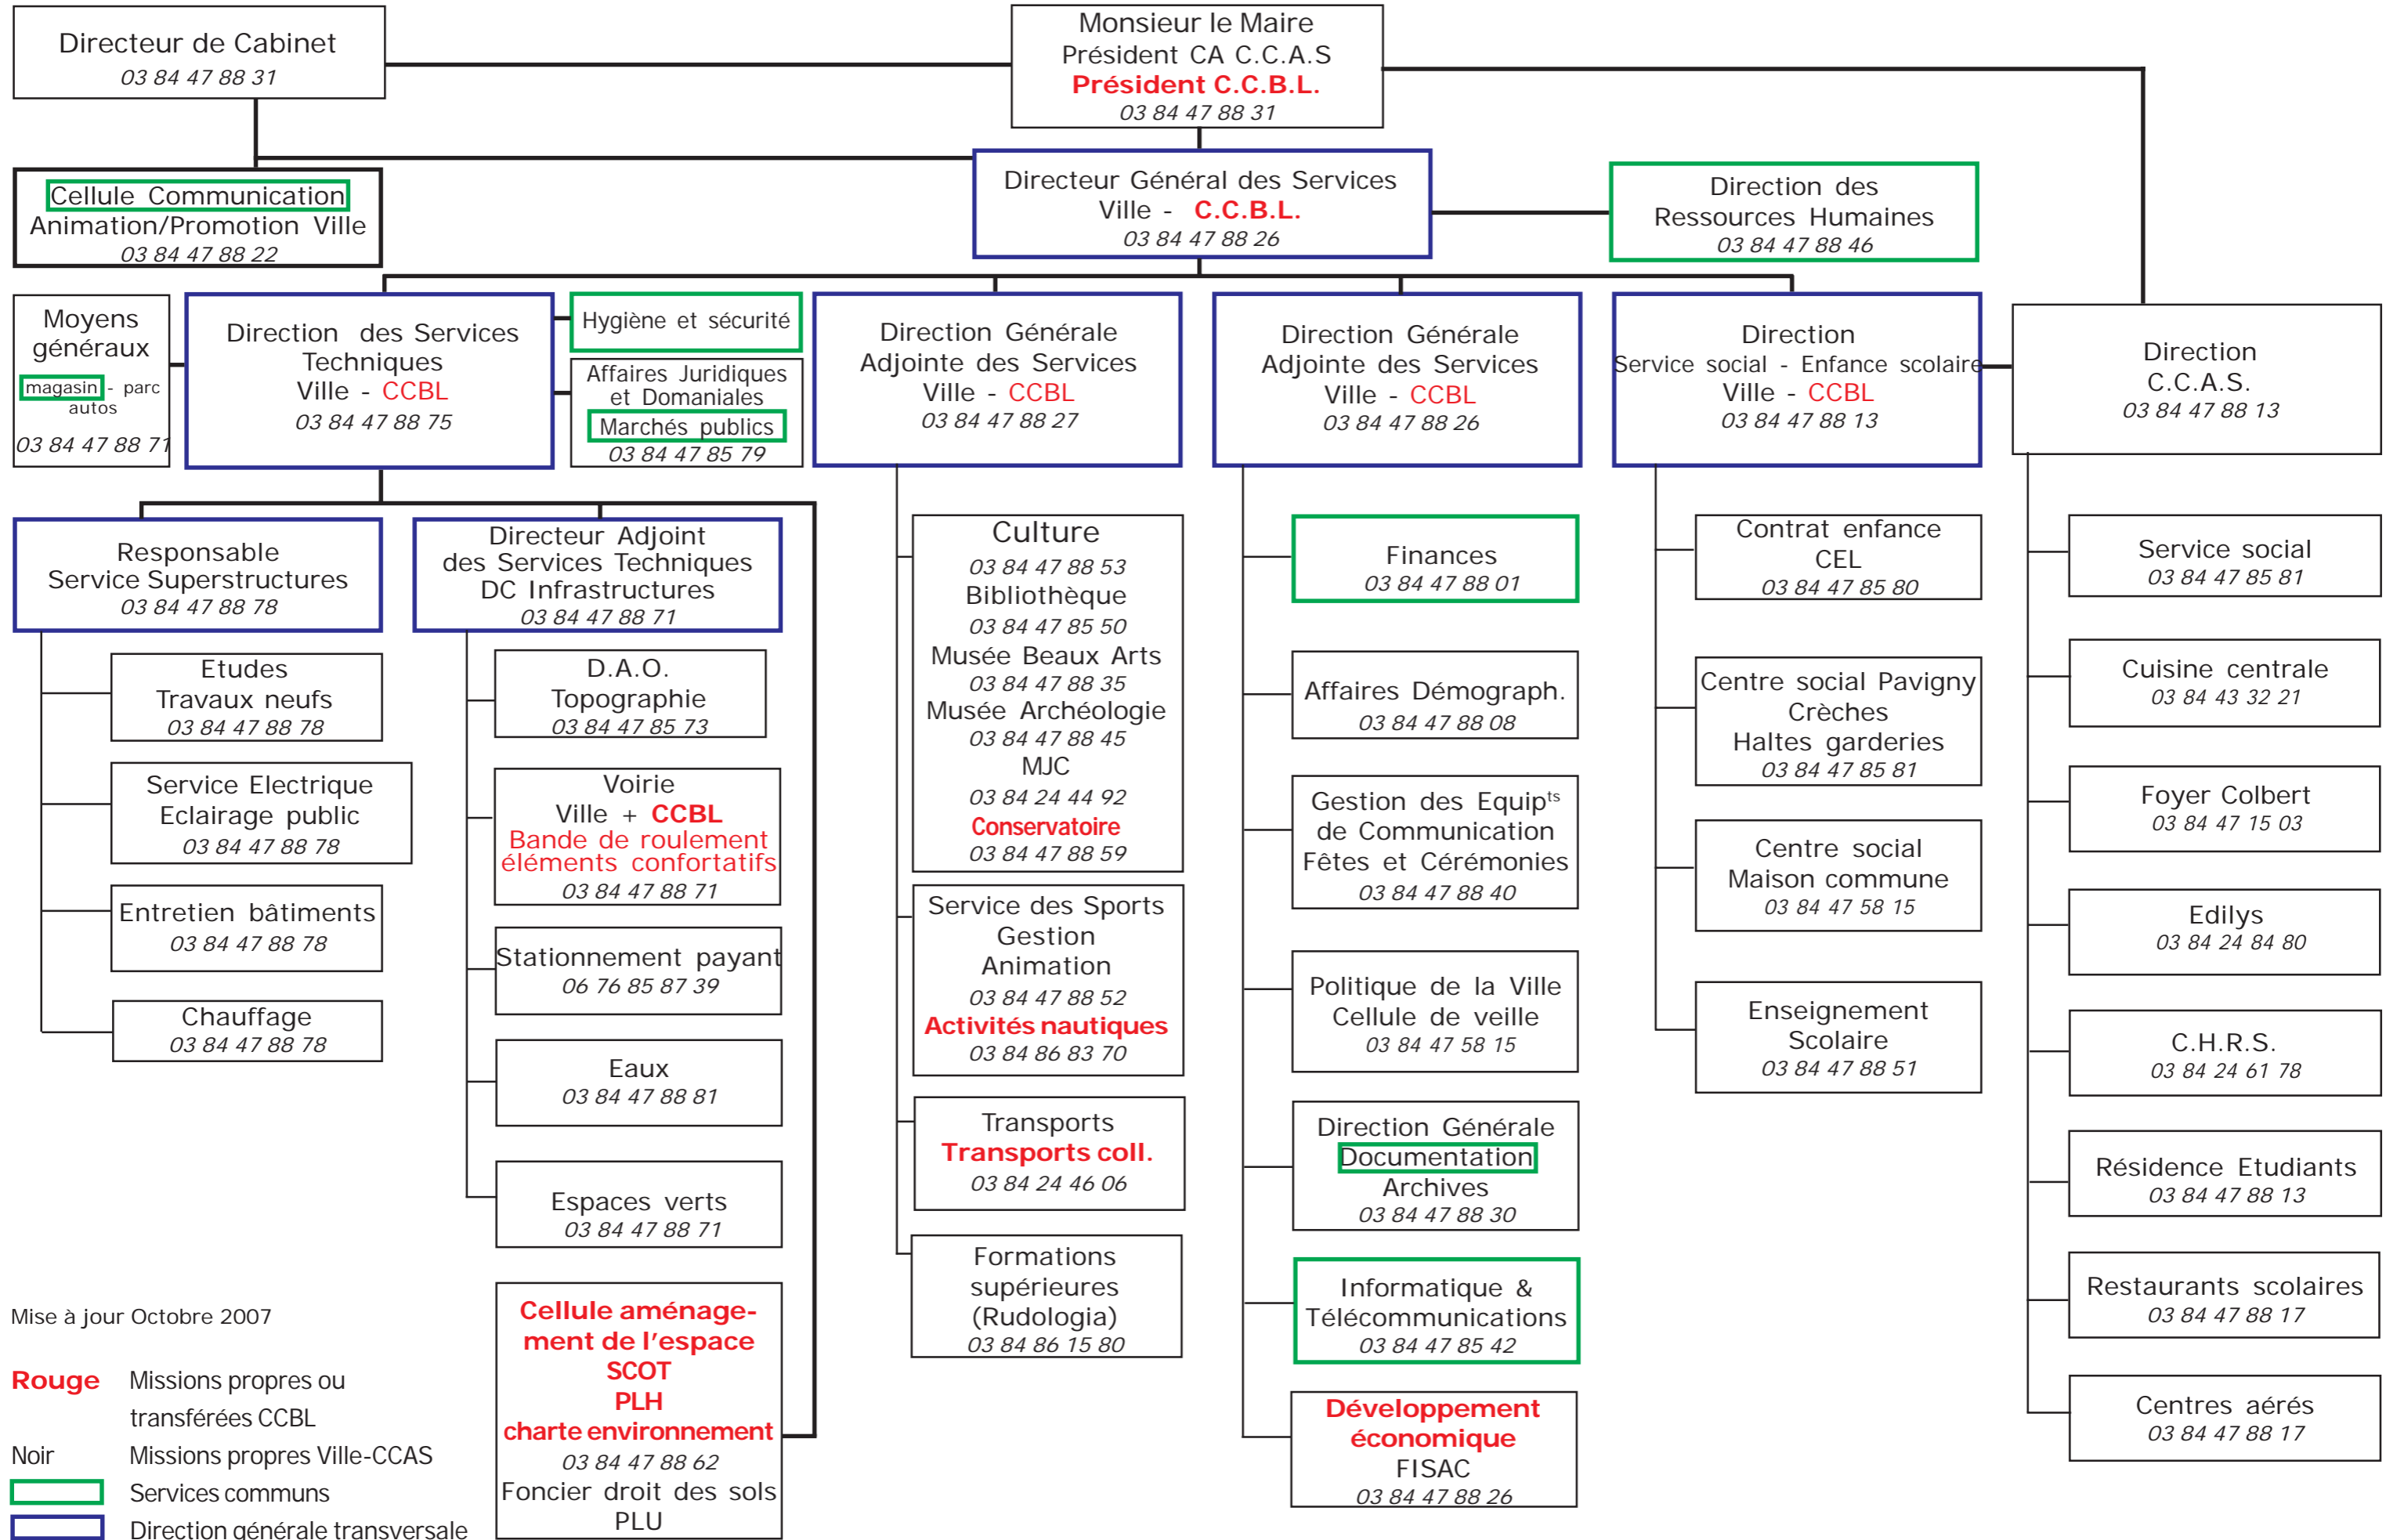 Directeur de Cabinet
03 84 47 88 31
Monsieur le Maire
Président CA C.C.A.S
Président C.C.B.L.
03 84 47 88 31
Cellule Communication
Animation/Promotion Ville
03 84 47 88 22
Directeur Général des Services
Ville - C.C.B.L.
03 84 47 88 26
Direction des
Ressources Humaines
03 84 47 88 46
Moyens
généraux
magasin - parc
autos
03 84 47 88 71
Direction des Services
Techniques
Ville - CCBL
03 84 47 88 75
Hygiène et sécurité
Affaires Juridiques
et Domaniales
Marchés publics
03 84 47 85 79
Direction Générale
Adjointe des Services
Ville - CCBL
03 84 47 88 27
Direction Générale
Adjointe des Services
Ville - CCBL
03 84 47 88 26
Direction
Service social - Enfance scolaire
Ville - CCBL
03 84 47 88 13
Direction
C.C.A.S.
03 84 47 88 13
Responsable
Service Superstructures
03 84 47 88 78
Etudes
Travaux neufs
03 84 47 88 78
Service Electrique
Eclairage public
03 84 47 88 78
Entretien bâtiments
03 84 47 88 78
Chauffage
03 84 47 88 78
Directeur Adjoint
des Services Techniques
DC Infrastructures
03 84 47 88 71
D.A.O.
Topographie
03 84 47 85 73
Voirie
Ville + CCBL
Bande de roulement
éléments confortatifs
03 84 47 88 71
Stationnement payant
06 76 85 87 39
Eaux
03 84 47 88 81
Espaces verts
03 84 47 88 71
Cellule aménage-
ment de l'espace
SCOT
PLH
charte environnement
03 84 47 88 62
Foncier droit des sols
PLU
Culture
03 84 47 88 53
Bibliothèque
03 84 47 85 50
Musée Beaux Arts
03 84 47 88 35
Musée Archéologie
03 84 47 88 45
MJC
03 84 24 44 92
Conservatoire
03 84 47 88 59
Service des Sports
Gestion
Animation
03 84 47 88 52
Activités nautiques
03 84 86 83 70
Transports
Transports coll.
03 84 24 46 06
Formations
supérieures
(Rudologia)
03 84 86 15 80
Finances
03 84 47 88 01
Affaires Démograph.
03 84 47 88 08
Gestion des Equipts
de Communication
Fêtes et Cérémonies
03 84 47 88 40
Politique de la Ville
Cellule de veille
03 84 47 58 15
Direction Générale
Documentation
Archives
03 84 47 88 30
Informatique &
Télécommunications
03 84 47 85 42
Développement
économique
FISAC
03 84 47 88 26
Contrat enfance
CEL
03 84 47 85 80
Centre social Pavigny
Crèches
Haltes garderies
03 84 47 85 81
Centre social
Maison commune
03 84 47 58 15
Enseignement
Scolaire
03 84 47 88 51
Service social
03 84 47 85 81
Cuisine centrale
03 84 43 32 21
Foyer Colbert
03 84 47 15 03
Edilys
03 84 24 84 80
C.H.R.S.
03 84 24 61 78
Résidence Etudiants
03 84 47 88 13
Restaurants scolaires
03 84 47 88 17
Centres aérés
03 84 47 88 17
Mise à jour Octobre 2007
Rouge Missions propres ou
transférées CCBL
Noir Missions propres Ville-CCAS
Services communs
Direction générale transversale